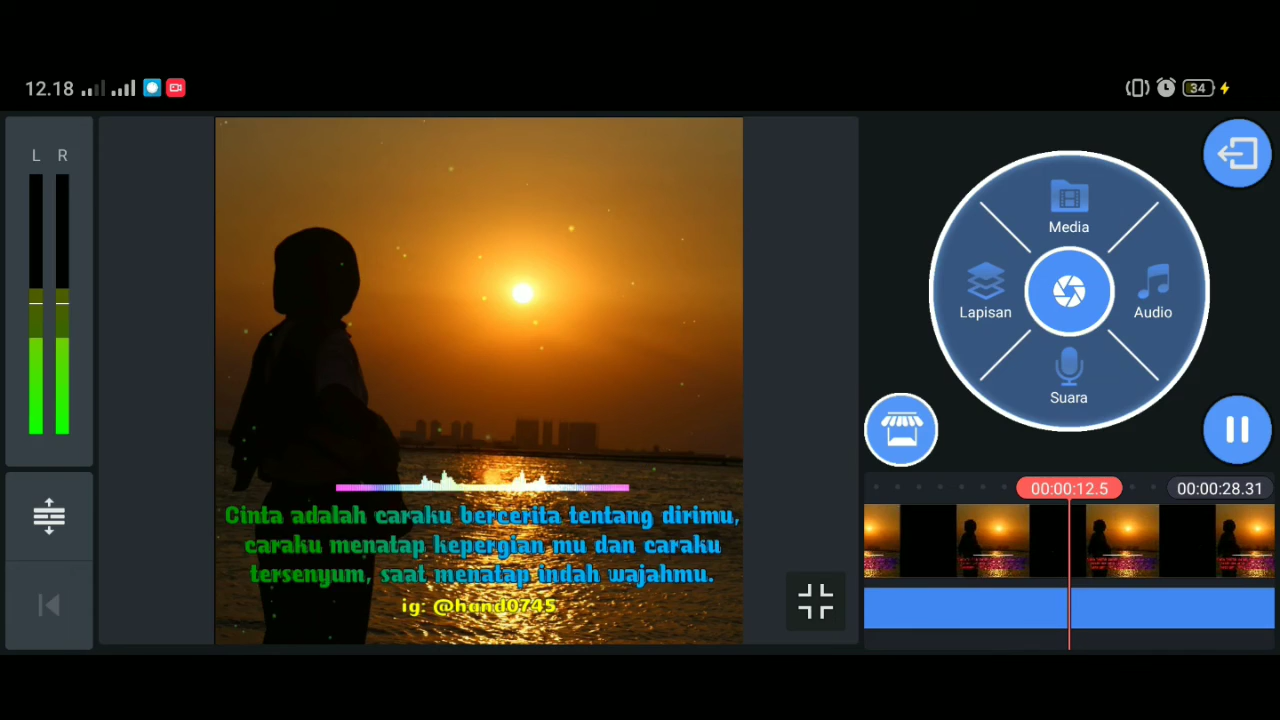 12.18
34
L R
Media
Lapisan
Audio
Suara
00:00:12.5
00:00:28.31
Cinta adalah caraku bercerita tentang dirimu,
caraku menatap kepergian mu dan caraku
tersenyum, saat menatap indah wajahmu.
ig: @hand0745